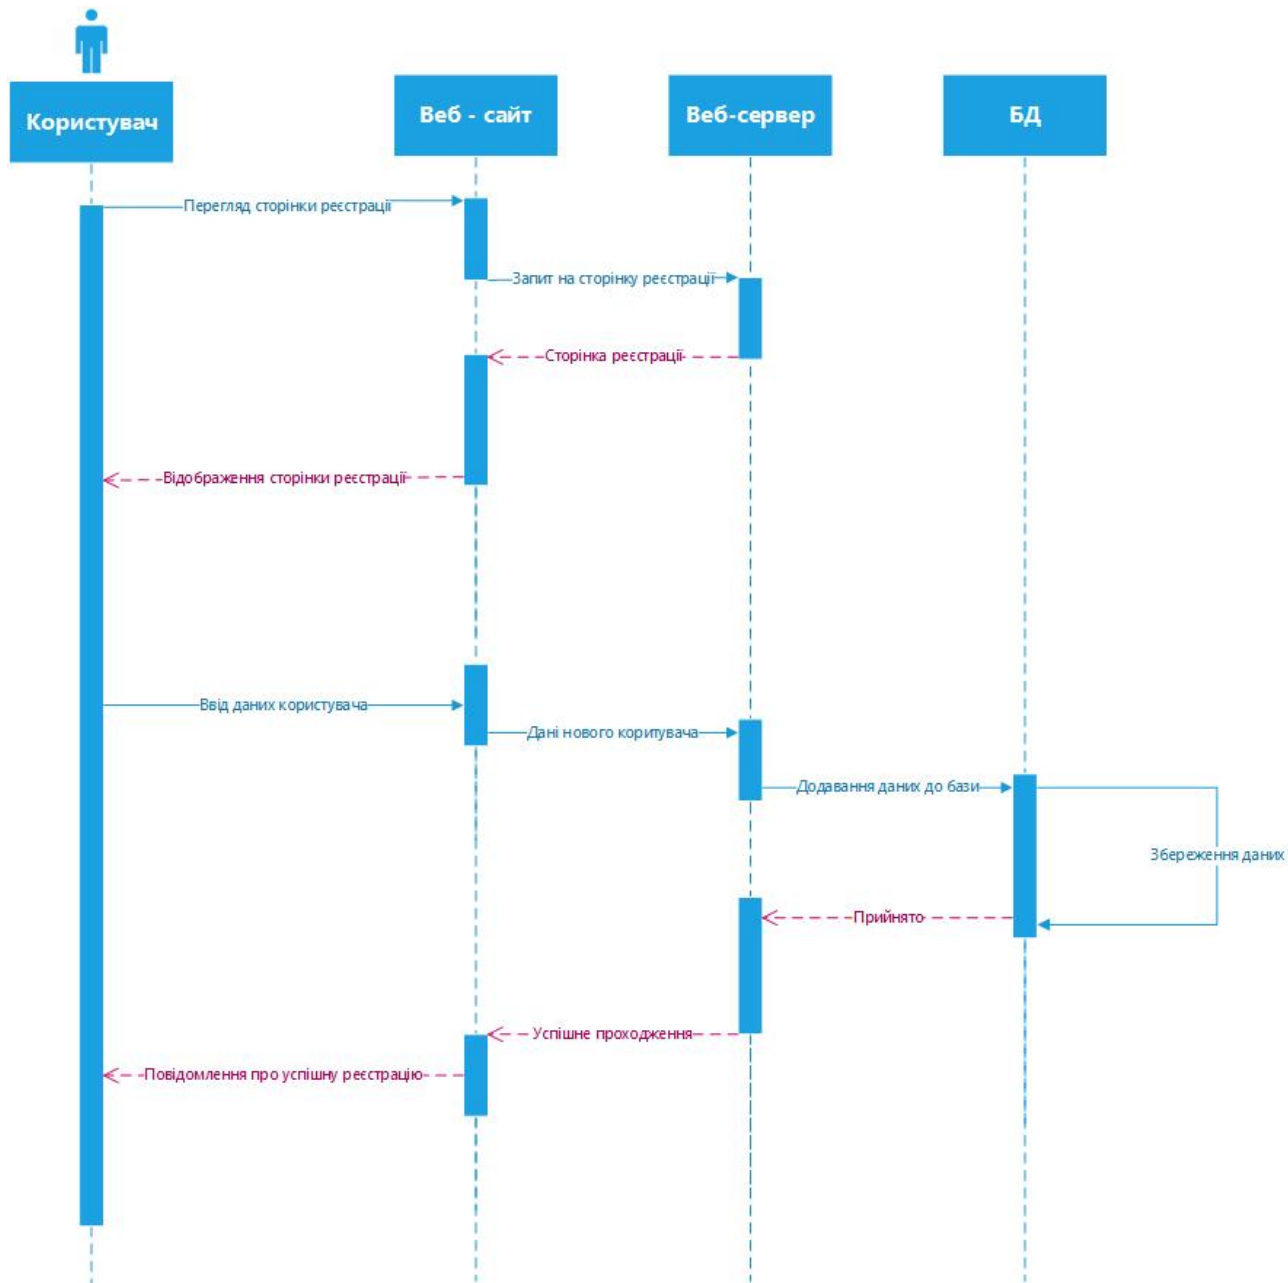 Користувач
Веб - сайт
Веб-сервер
БД
Перегляд сторінки реєстрації
Запит на сторінку реєстрації
Сторінка реєстрації
Відображення сторінки реєстрації
Ввід даних користувача
Дані нового коритувача
Додавання даних до бази
Збереження даних
Прийнято
Успішне проходження
Повідомлення про успішну реєстрацію